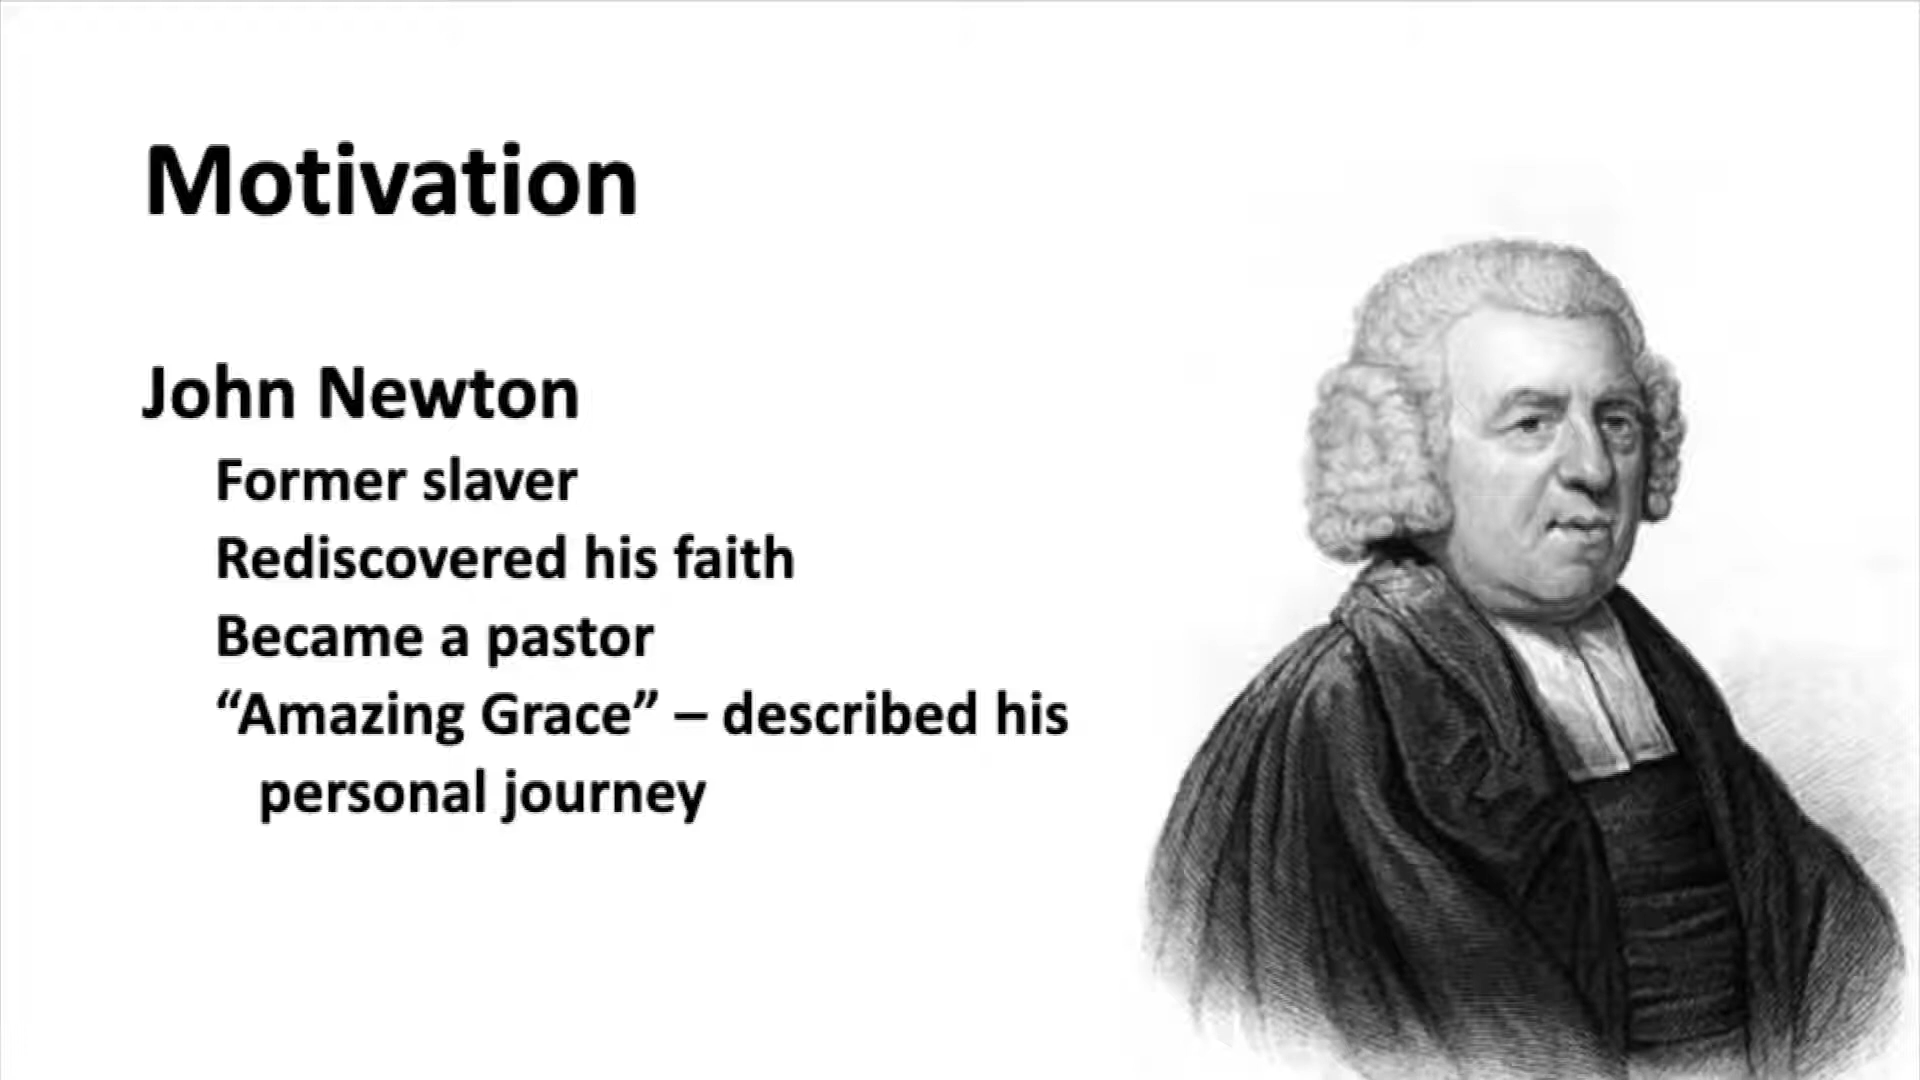 Motivation
John Newton
Former slaver
Rediscovered his faith
Became a pastor
“Amazing Grace” – described his
personal journey